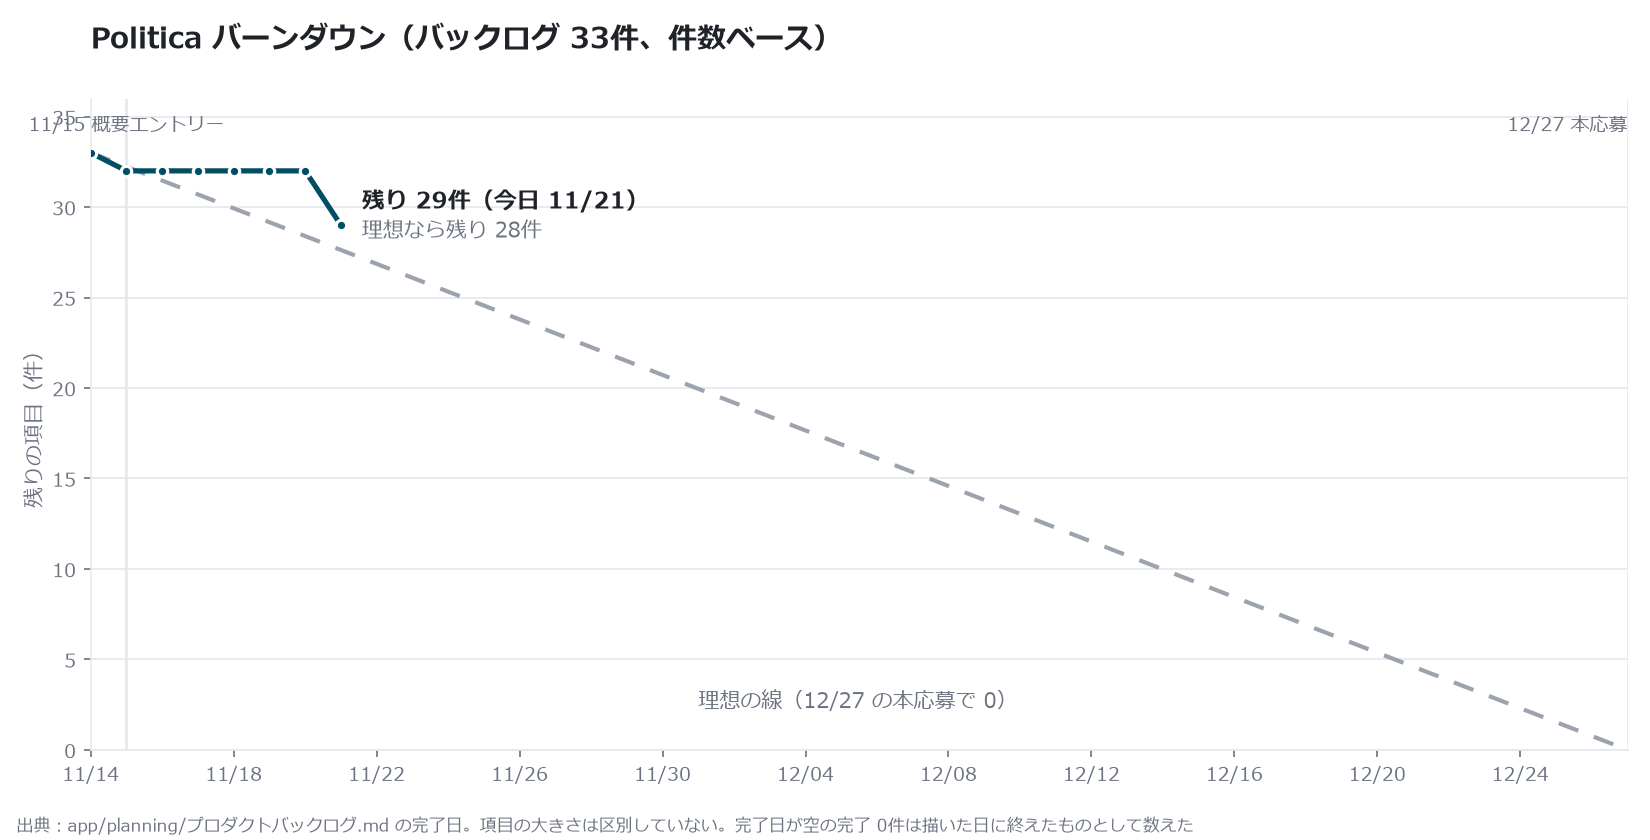 Politica バーンダウン（バックログ 33件、件数ベース）
35
11/15 概要エントリー
12/27 本応募
残り 29件（今日 11/21）
30
理想なら残り 28件
25
20
残りの項目（件）
15
10
5
理想の線（12/27 の本応募で 0）
0
11/14 11/18 11/22 11/26 11/30 12/04 12/08 12/12 12/16 12/20 12/24
出典：app/planning/プロダクトバックログ.md の完了日。項目の大きさは区別していない。完了日が空の完了 0件は描いた日に終えたものとして数えた